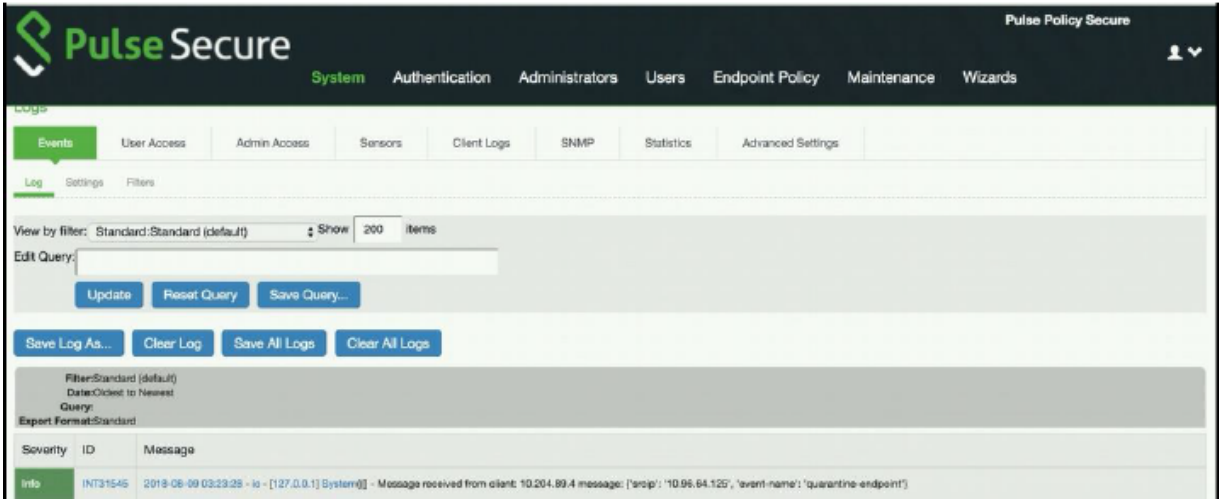 Pulse Policy Secure
Pulse Secure
System Authentication Administrators Users Endpoint Policy Maintenance Wizards
Logs
Events User Access Admin Access Sensors Client Logs SNMP Statistics Advanced Settings
Log Settings Filters
View by filter: Standard:Standard (default) Show 200 items
Edit Query:
Update Reset Query Save Query...
Save Log As... Clear Log Save All Logs Clear All Logs
Filter:Standard (default)
Date:Oldest to Newest
Query:
Export Format:Standard
Severity ID Message
Info INT31545 2018-08-09 03:23:28 - ic - [127.0.0.1] System()[] - Message received from client: 10.204.89.4 message: {'srcip': '10.96.64.125', 'event-name': 'quarantine-endpoint'}